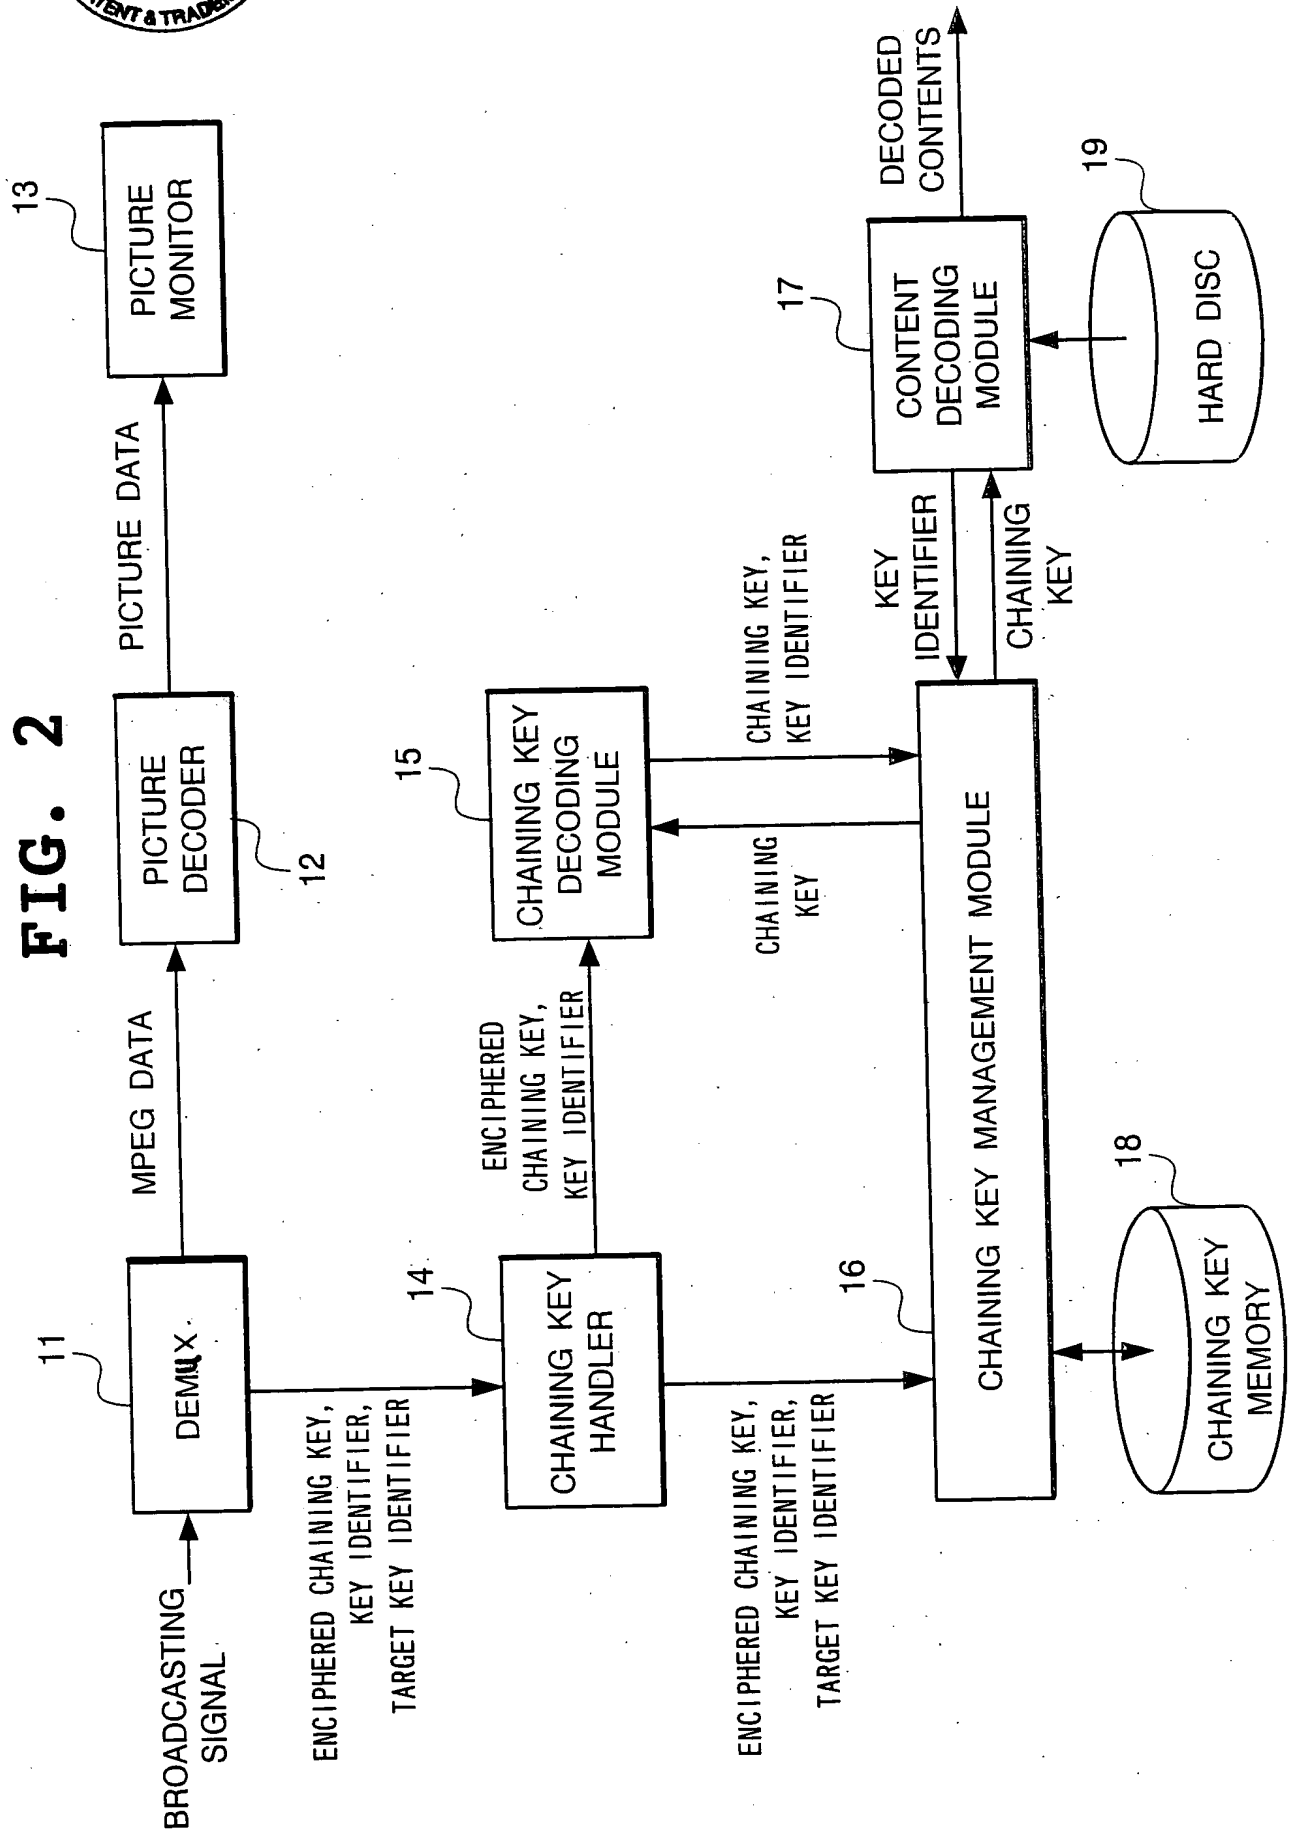 ENT & TRADE
FIG. 2
BROADCASTING
SIGNAL
11
DEMUX
MPEG DATA
PICTURE
DECODER
12
PICTURE DATA
13
PICTURE
MONITOR
ENCIPHERED CHAINING KEY,
KEY IDENTIFIER,
TARGET KEY IDENTIFIER
14
CHAINING KEY
HANDLER
ENCIPHERED
CHAINING KEY,
KEY IDENTIFIER
15
CHAINING KEY
DECODING
MODULE
ENCIPHERED CHAINING KEY,
KEY IDENTIFIER,
TARGET KEY IDENTIFIER
CHAINING
KEY
CHAINING KEY,
KEY IDENTIFIER
16
CHAINING KEY MANAGEMENT MODULE
KEY
IDENTIFIER
CHAINING
KEY
17
CONTENT
DECODING
MODULE
DECODED
CONTENTS
18
CHAINING KEY
MEMORY
19
HARD DISC